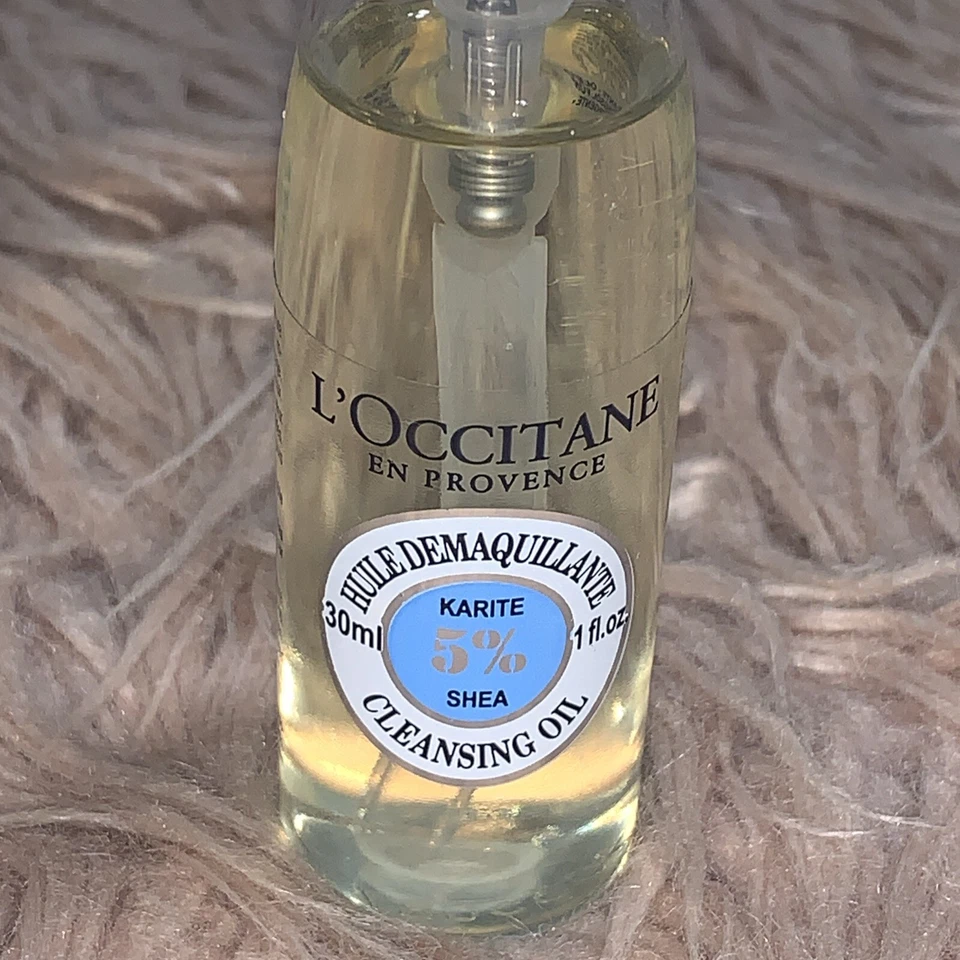 L'OCCITANE
EN PROVENCE
HUILE DEMAQUILLANTE
30ml
KARITE
5%
SHEA
1 fl.oz.
CLEANSING OIL